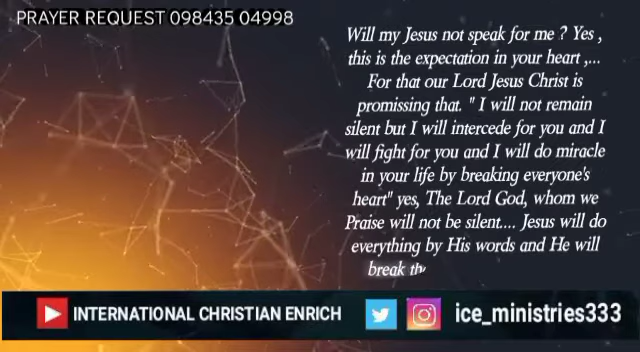 PRAYER REQUEST 098435 04998
Will my Jesus not speak for me ? Yes ,
this is the expectation in your heart ,...
For that our Lord Jesus Christ is
promissing that. " I will not remain
silent but I will intercede for you and I
will fight for you and I will do miracle
in your life by breaking everyone's
heart" yes, The Lord God, whom we
Praise will not be silent.... Jesus will do
everything by His words and He will
break
INTERNATIONAL CHRISTIAN ENRICH
ice_ministries333